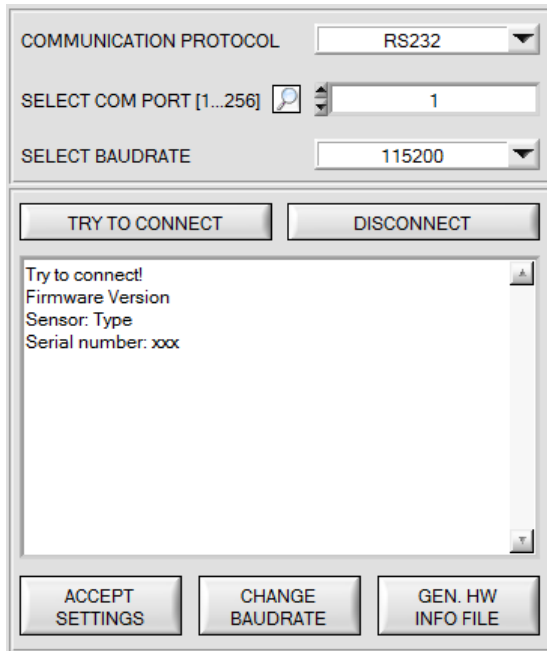 COMMUNICATION PROTOCOL RS232
SELECT COM PORT [1...256] 1
SELECT BAUDRATE 115200
TRY TO CONNECT DISCONNECT
Try to connect!
Firmware Version
Sensor: Type
Serial number: xxx
ACCEPT SETTINGS
CHANGE BAUDRATE
GEN. HW INFO FILE